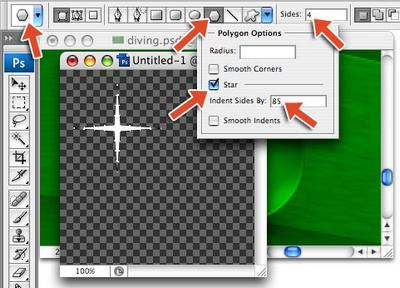 Sides: 4
diving.psd
Polygon Options
Ps
Untitled-1 @
Radius:
Smooth Corners
Star
Indent Sides By: 85
Smooth Indents
100%